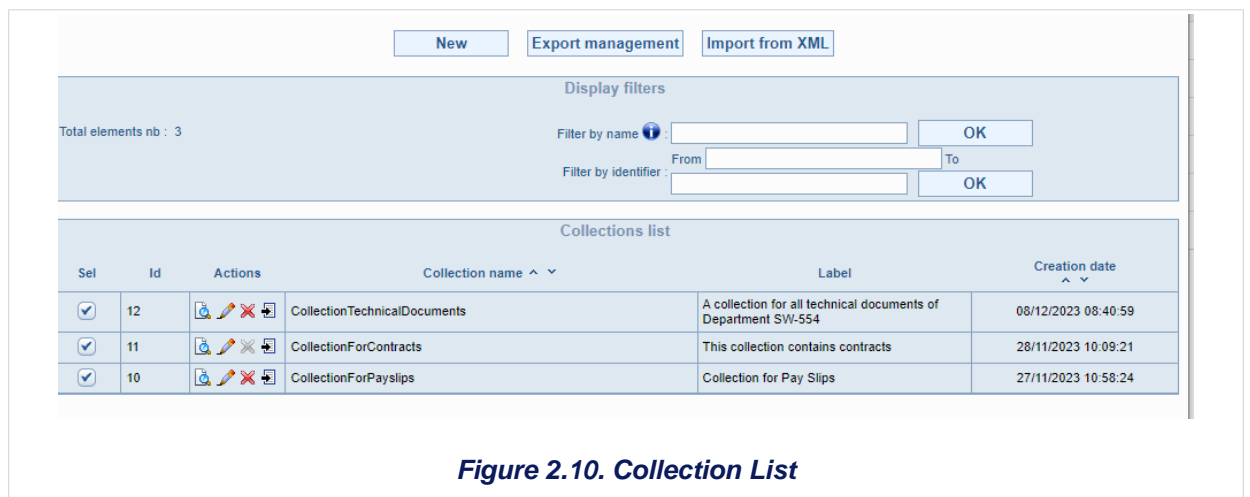 New Export management Import from XML
Display filters
Total elements nb : 3
Filter by name : OK
From To
Filter by identifier :
OK
Collections list
Sel Id Actions Collection name Label Creation date
12 CollectionTechnicalDocuments A collection for all technical documents of
Department SW-554 08/12/2023 08:40:59
11 CollectionForContracts This collection contains contracts 28/11/2023 10:09:21
10 CollectionForPayslips Collection for Pay Slips 27/11/2023 10:58:24
Figure 2.10. Collection List